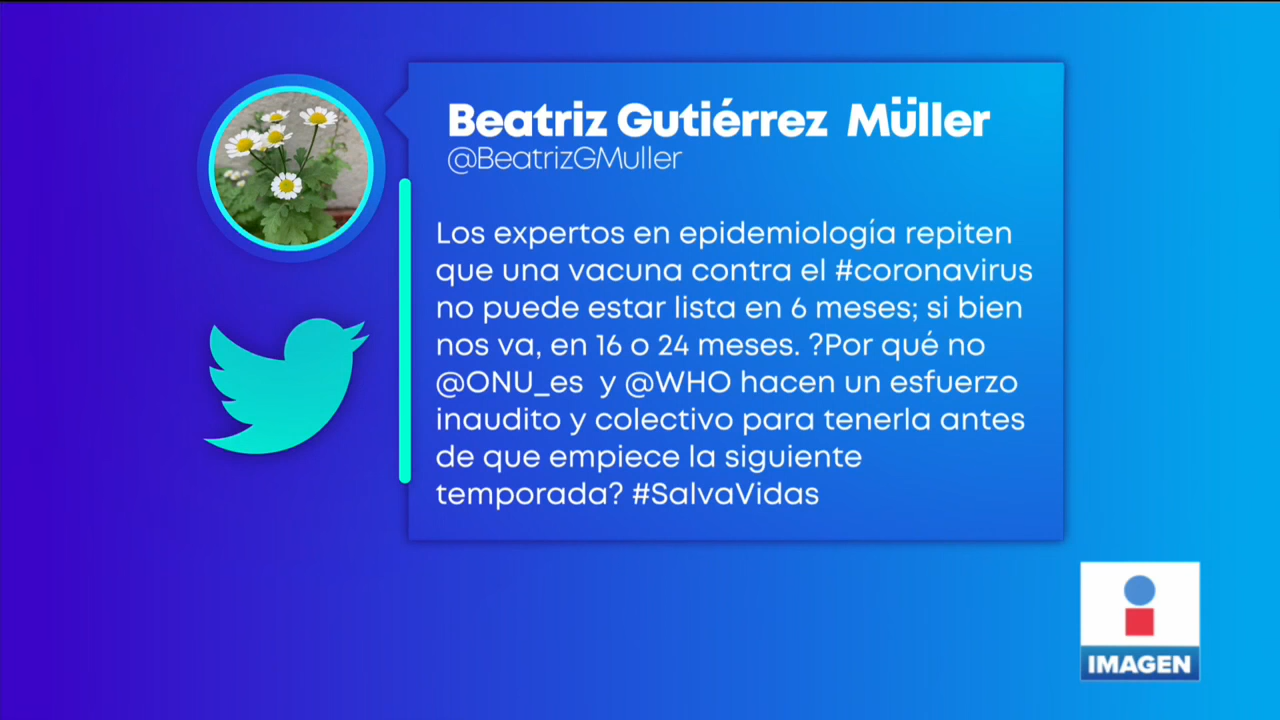 Beatriz Gutiérrez Müller
@BeatrizGMuller
Los expertos en epidemiología repiten
que una vacuna contra el #coronavirus
no puede estar lista en 6 meses; si bien
nos va, en 16 o 24 meses. ?Por qué no
@ONU_es y @WHO hacen un esfuerzo
inaudito y colectivo para tenerla antes
de que empiece la siguiente
temporada? #SalvaVidas
IMAGEN